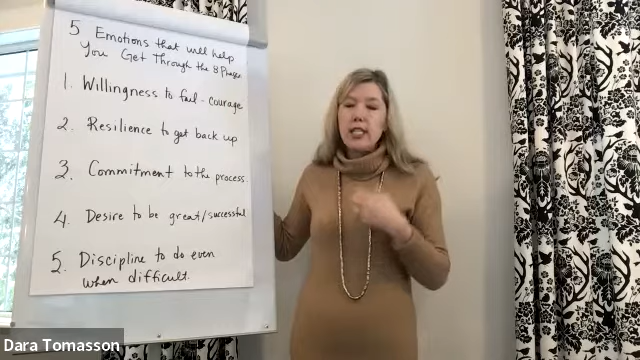 5 Emotions that will help
You Get Through the 8 Phases
1. Willingness to fail - courage
2. Resilience to get back up
3. Commitment to the process.
4. Desire to be great/successful
5. Discipline to do even
when difficult.
Dara Tomasson